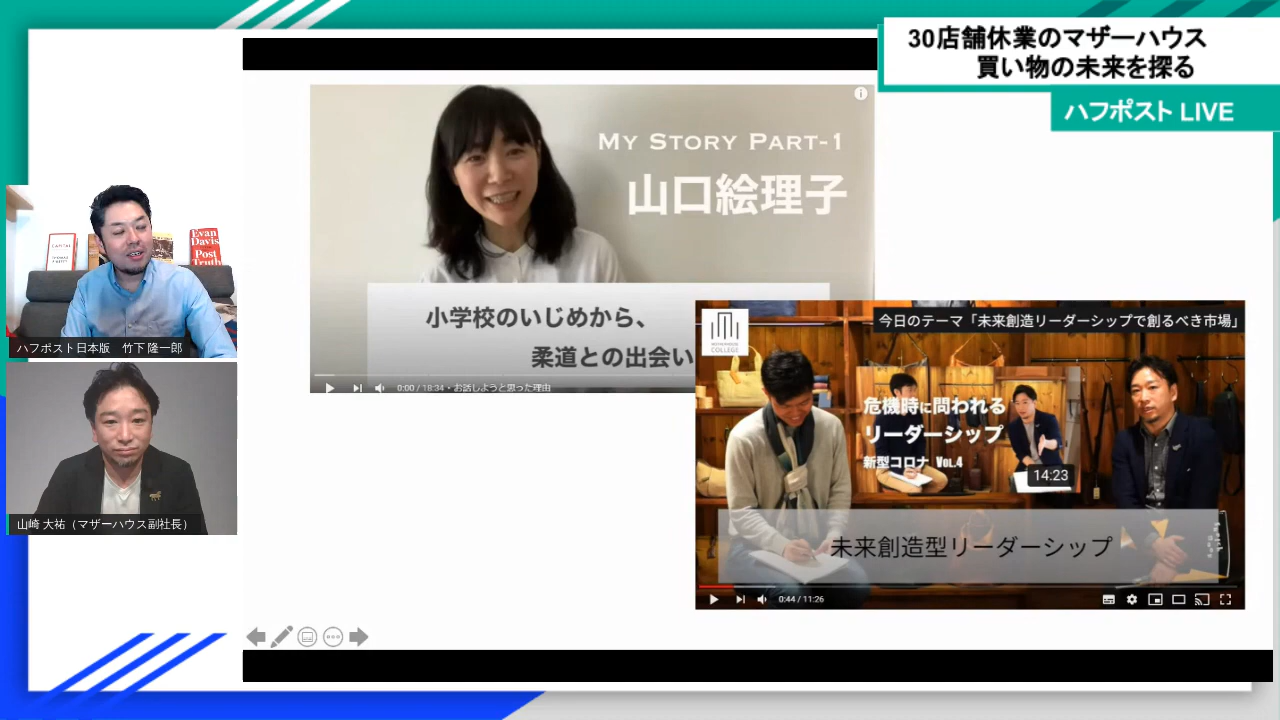 30店舗休業のマザーハウス
買い物の未来を探る
ハフポスト LIVE
MY STORY PART-1
山口絵理子
小学校のいじめから、
柔道との出会い
0:00 / 18:34・お話しようと思った理由
Evan
Davis
Post
Truth
CAPITAL
ハフポスト日本版 竹下 隆一郎
山崎 大祐（マザーハウス副社長）
今日のテーマ「未来創造リーダーシップで創るべき市場」
MOTHERHOUSE
COLLEGE
危機時に問われる
リーダーシップ
新型コロナ VOL.4
14:23
未来創造型リーダーシップ
0:44 / 11:26